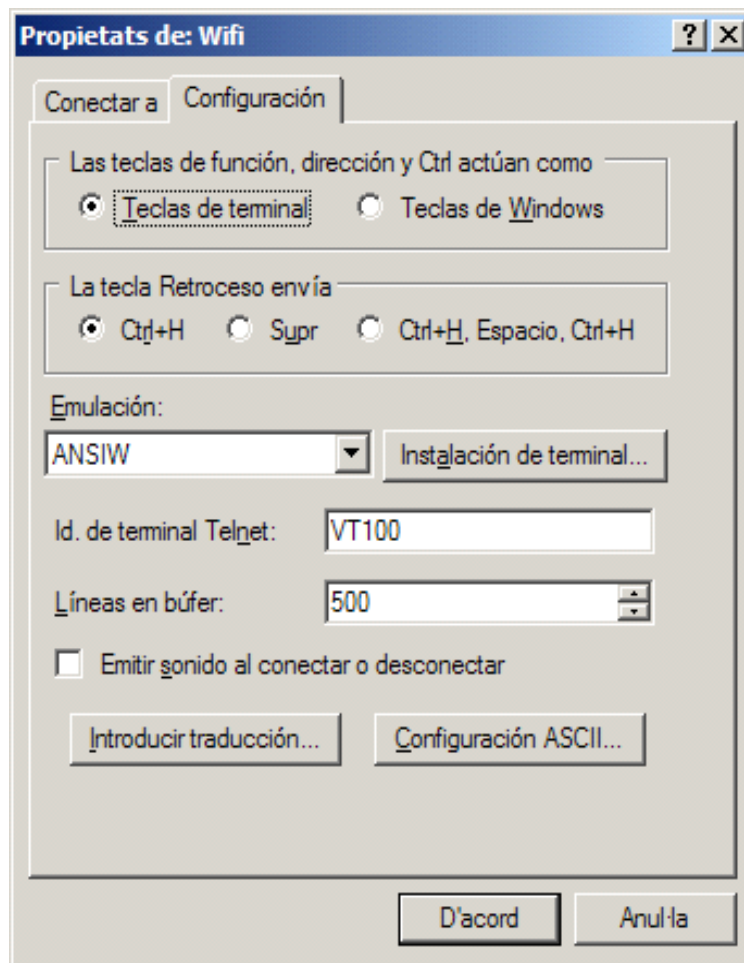 Propietats de: Wifi
Conectar a Configuración
Las teclas de función, dirección y Ctrl actúan como
Teclas de terminal Teclas de Windows
La tecla Retroceso envía
Ctrl+H Supr Ctrl+H, Espacio, Ctrl+H
Emulación:
ANSIW Instalación de terminal...
Id. de terminal Telnet: VT100
Líneas en búfer: 500
Emitir sonido al conectar o desconectar
Introducir traducción... Configuración ASCII...
D'acord Anul·la